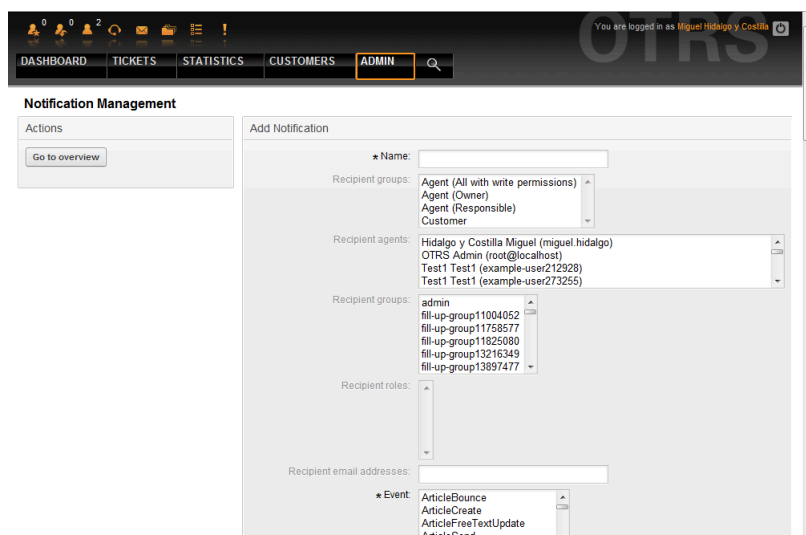 0 0 2
You are logged in as Miguel Hidalgo y Costilla
OTRS
DASHBOARD TICKETS STATISTICS CUSTOMERS ADMIN
Notification Management
Actions
Go to overview
Add Notification
* Name:
Recipient groups:
Agent (All with write permissions)
Agent (Owner)
Agent (Responsible)
Customer
Recipient agents:
Hidalgo y Costilla Miguel (miguel.hidalgo)
OTRS Admin (root@localhost)
Test1 Test1 (example-user212928)
Test1 Test1 (example-user273255)
Recipient groups:
admin
fill-up-group11004052
fill-up-group11758577
fill-up-group11825080
fill-up-group13216349
fill-up-group13897477
Recipient roles:
Recipient email addresses:
* Event:
ArticleBounce
ArticleCreate
ArticleFreeTextUpdate
ArticleSend